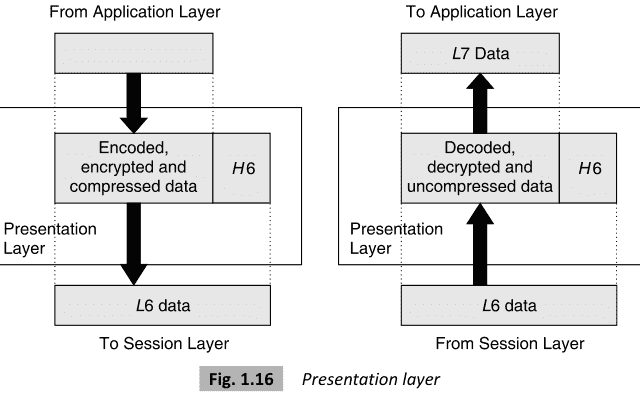 From Application Layer
Encoded,
encrypted and
compressed data
H6
Presentation
Layer
L6 data
To Session Layer
To Application Layer
L7 Data
Decoded,
decrypted and
uncompressed data
H6
Presentation
Layer
L6 data
From Session Layer
Fig. 1.16 Presentation layer